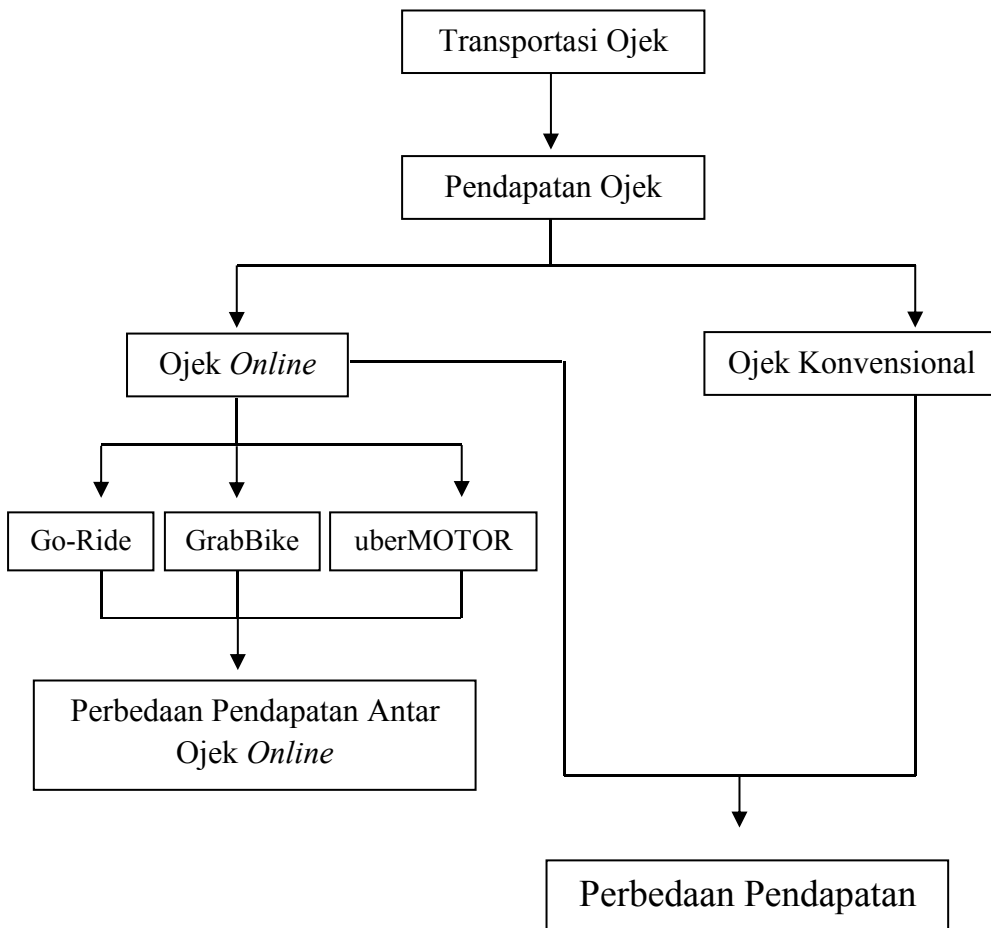 Transportasi Ojek
Pendapatan Ojek
Ojek Online
Ojek Konvensional
Go-Ride
GrabBike
uberMOTOR
Perbedaan Pendapatan Antar
Ojek Online
Perbedaan Pendapatan